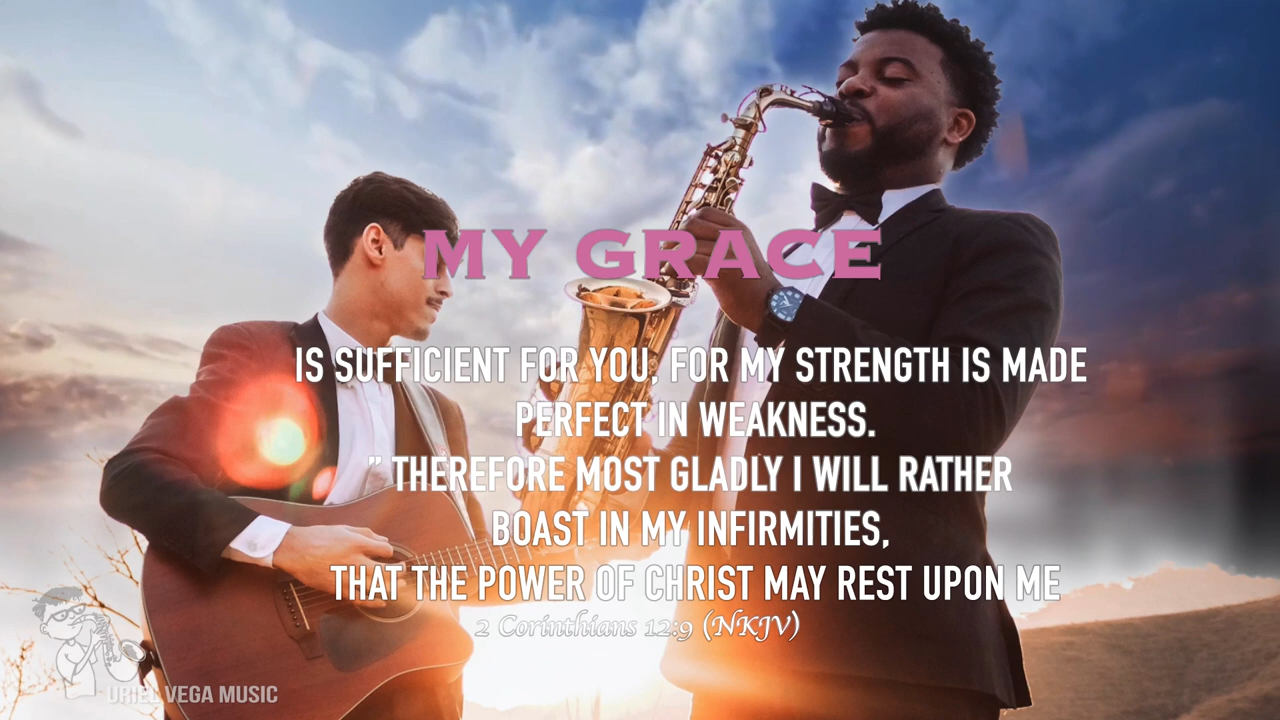 MY GRACE
IS SUFFICIENT FOR YOU, FOR MY STRENGTH IS MADE
PERFECT IN WEAKNESS.
” THEREFORE MOST GLADLY I WILL RATHER
BOAST IN MY INFIRMITIES,
THAT THE POWER OF CHRIST MAY REST UPON ME
2 Corinthians 12:9 (NKJV)
URIEL VEGA MUSIC